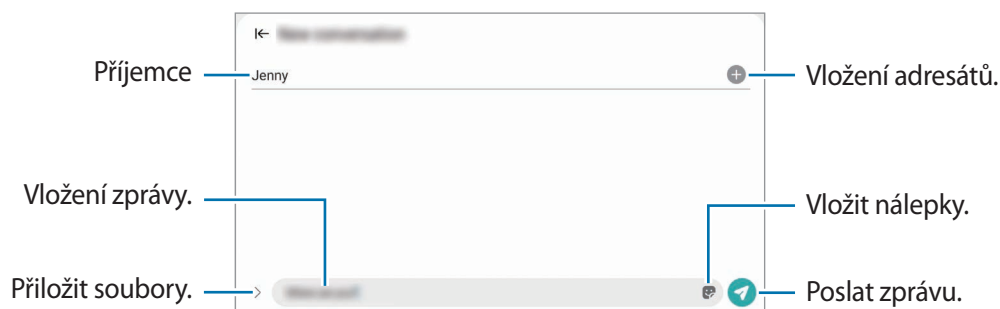 Příjemce
Jenny
Vložení adresátů.
Vložení zprávy.
Vložit nálepky.
Přiložit soubory.
Poslat zprávu.